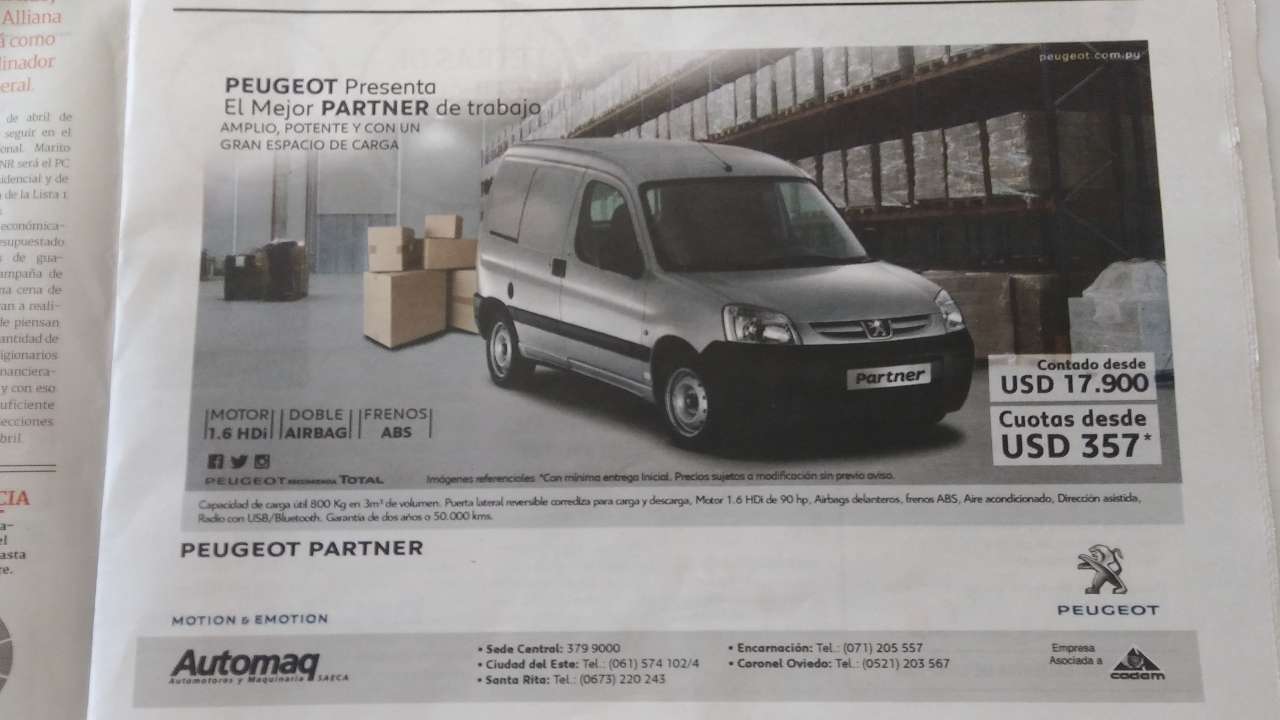 Alliana
á como
linador
eral.
de abril de
seguir en el
onal. Marito
NR será el PC
idencial y de
de la Lista 1
económica-
esupuestado
s de gua-
ampaña de
na cena de
an a reali-
de piensan
antidad de
igionarios
nanciera-
y con eso
uficiente
ecciones
bril.
CIA
a-
el
asta
re.
peugeot.com.py
PEUGEOT Presenta
El Mejor PARTNER de trabajo
AMPLIO, POTENTE Y CON UN
GRAN ESPACIO DE CARGA
Partner
Contado desde
USD 17.900
Cuotas desde
USD 357*
MOTOR
1.6 HDi
DOBLE
AIRBAG
FRENOS
ABS
PEUGEOT RECOMIENDA TOTAL
Imágenes referenciales *Con mínima entrega Inicial. Precios sujetos a modificación sin previo aviso.
Capacidad de carga útil 800 Kg en 3m³ de volumen. Puerta lateral reversible corrediza para carga y descarga, Motor 1.6 HDi de 90 hp, Airbags delanteros, frenos ABS, Aire acondicionado, Dirección asistida,
Radio con USB/Bluetooth. Garantía de dos años o 50.000 kms.
PEUGEOT PARTNER
PEUGEOT
MOTION & EMOTION
Automaq
Automotores y Maquinaria SAECA
• Sede Central: 379 9000
• Ciudad del Este: Tel.: (061) 574 102/4
• Santa Rita: Tel.: (0673) 220 243
• Encarnación: Tel.: (071) 205 557
• Coronel Oviedo: Tel.: (0521) 203 567
Empresa
Asociada a
cadam